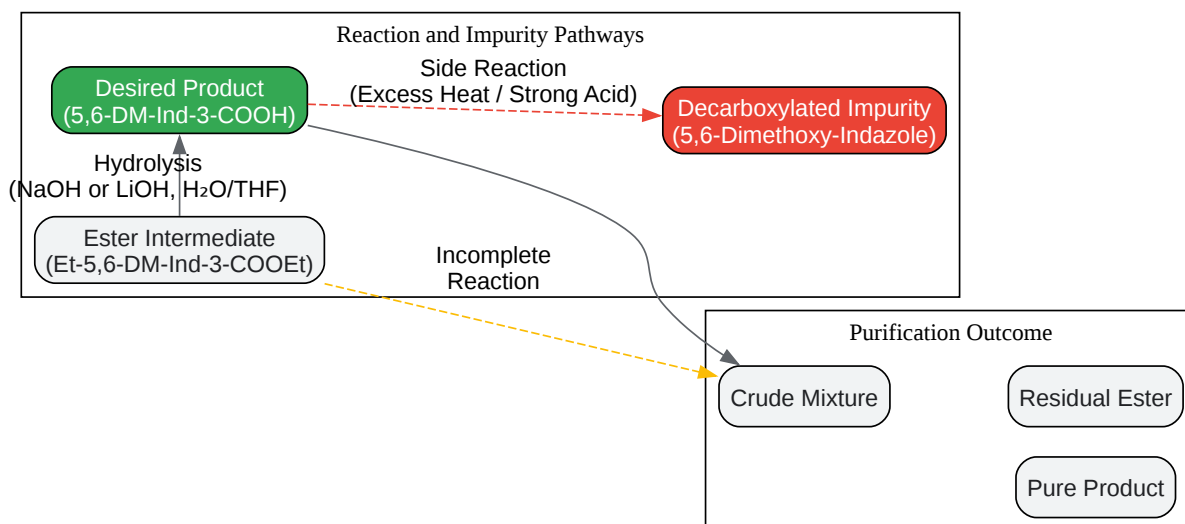 Reaction and Impurity Pathways
Desired Product
(5,6-DM-Ind-3-COOH)
Side Reaction
(Excess Heat / Strong Acid)
Decarboxylated Impurity
(5,6-Dimethoxy-Indazole)
Hydrolysis
(NaOH or LiOH, H₂O/THF)
Ester Intermediate
(Et-5,6-DM-Ind-3-COOEt)
Incomplete
Reaction
Purification Outcome
Crude Mixture
Residual Ester
Pure Product